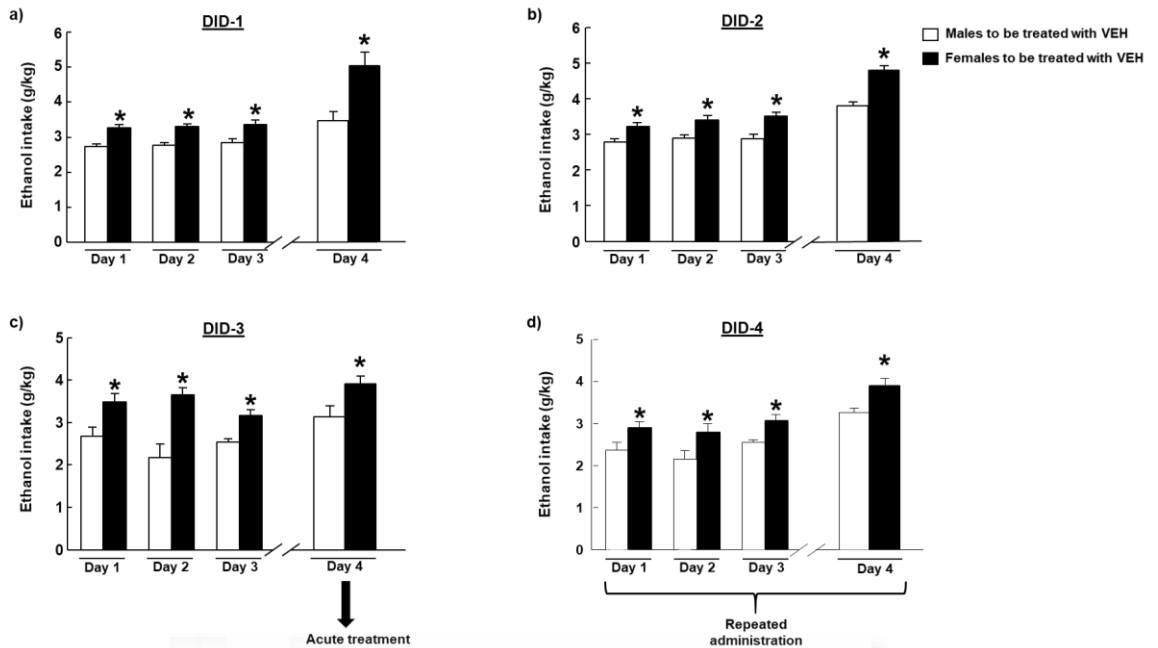 a)
DID-1
Ethanol intake (g/kg)
6
5
4
3
2
1
0
*
*
*
*
Day 1
Day 2
Day 3
Day 4
b)
DID-2
Ethanol intake (g/kg)
6
5
4
3
2
1
0
*
*
*
*
Day 1
Day 2
Day 3
Day 4
Males to be treated with VEH
Females to be treated with VEH
c)
DID-3
Ethanol intake (g/kg)
5
4
3
2
1
0
*
*
*
*
Day 1
Day 2
Day 3
Day 4
Acute treatment
d)
DID-4
Ethanol intake (g/kg)
5
4
3
2
1
0
*
*
*
*
Day 1
Day 2
Day 3
Day 4
Repeated
administration